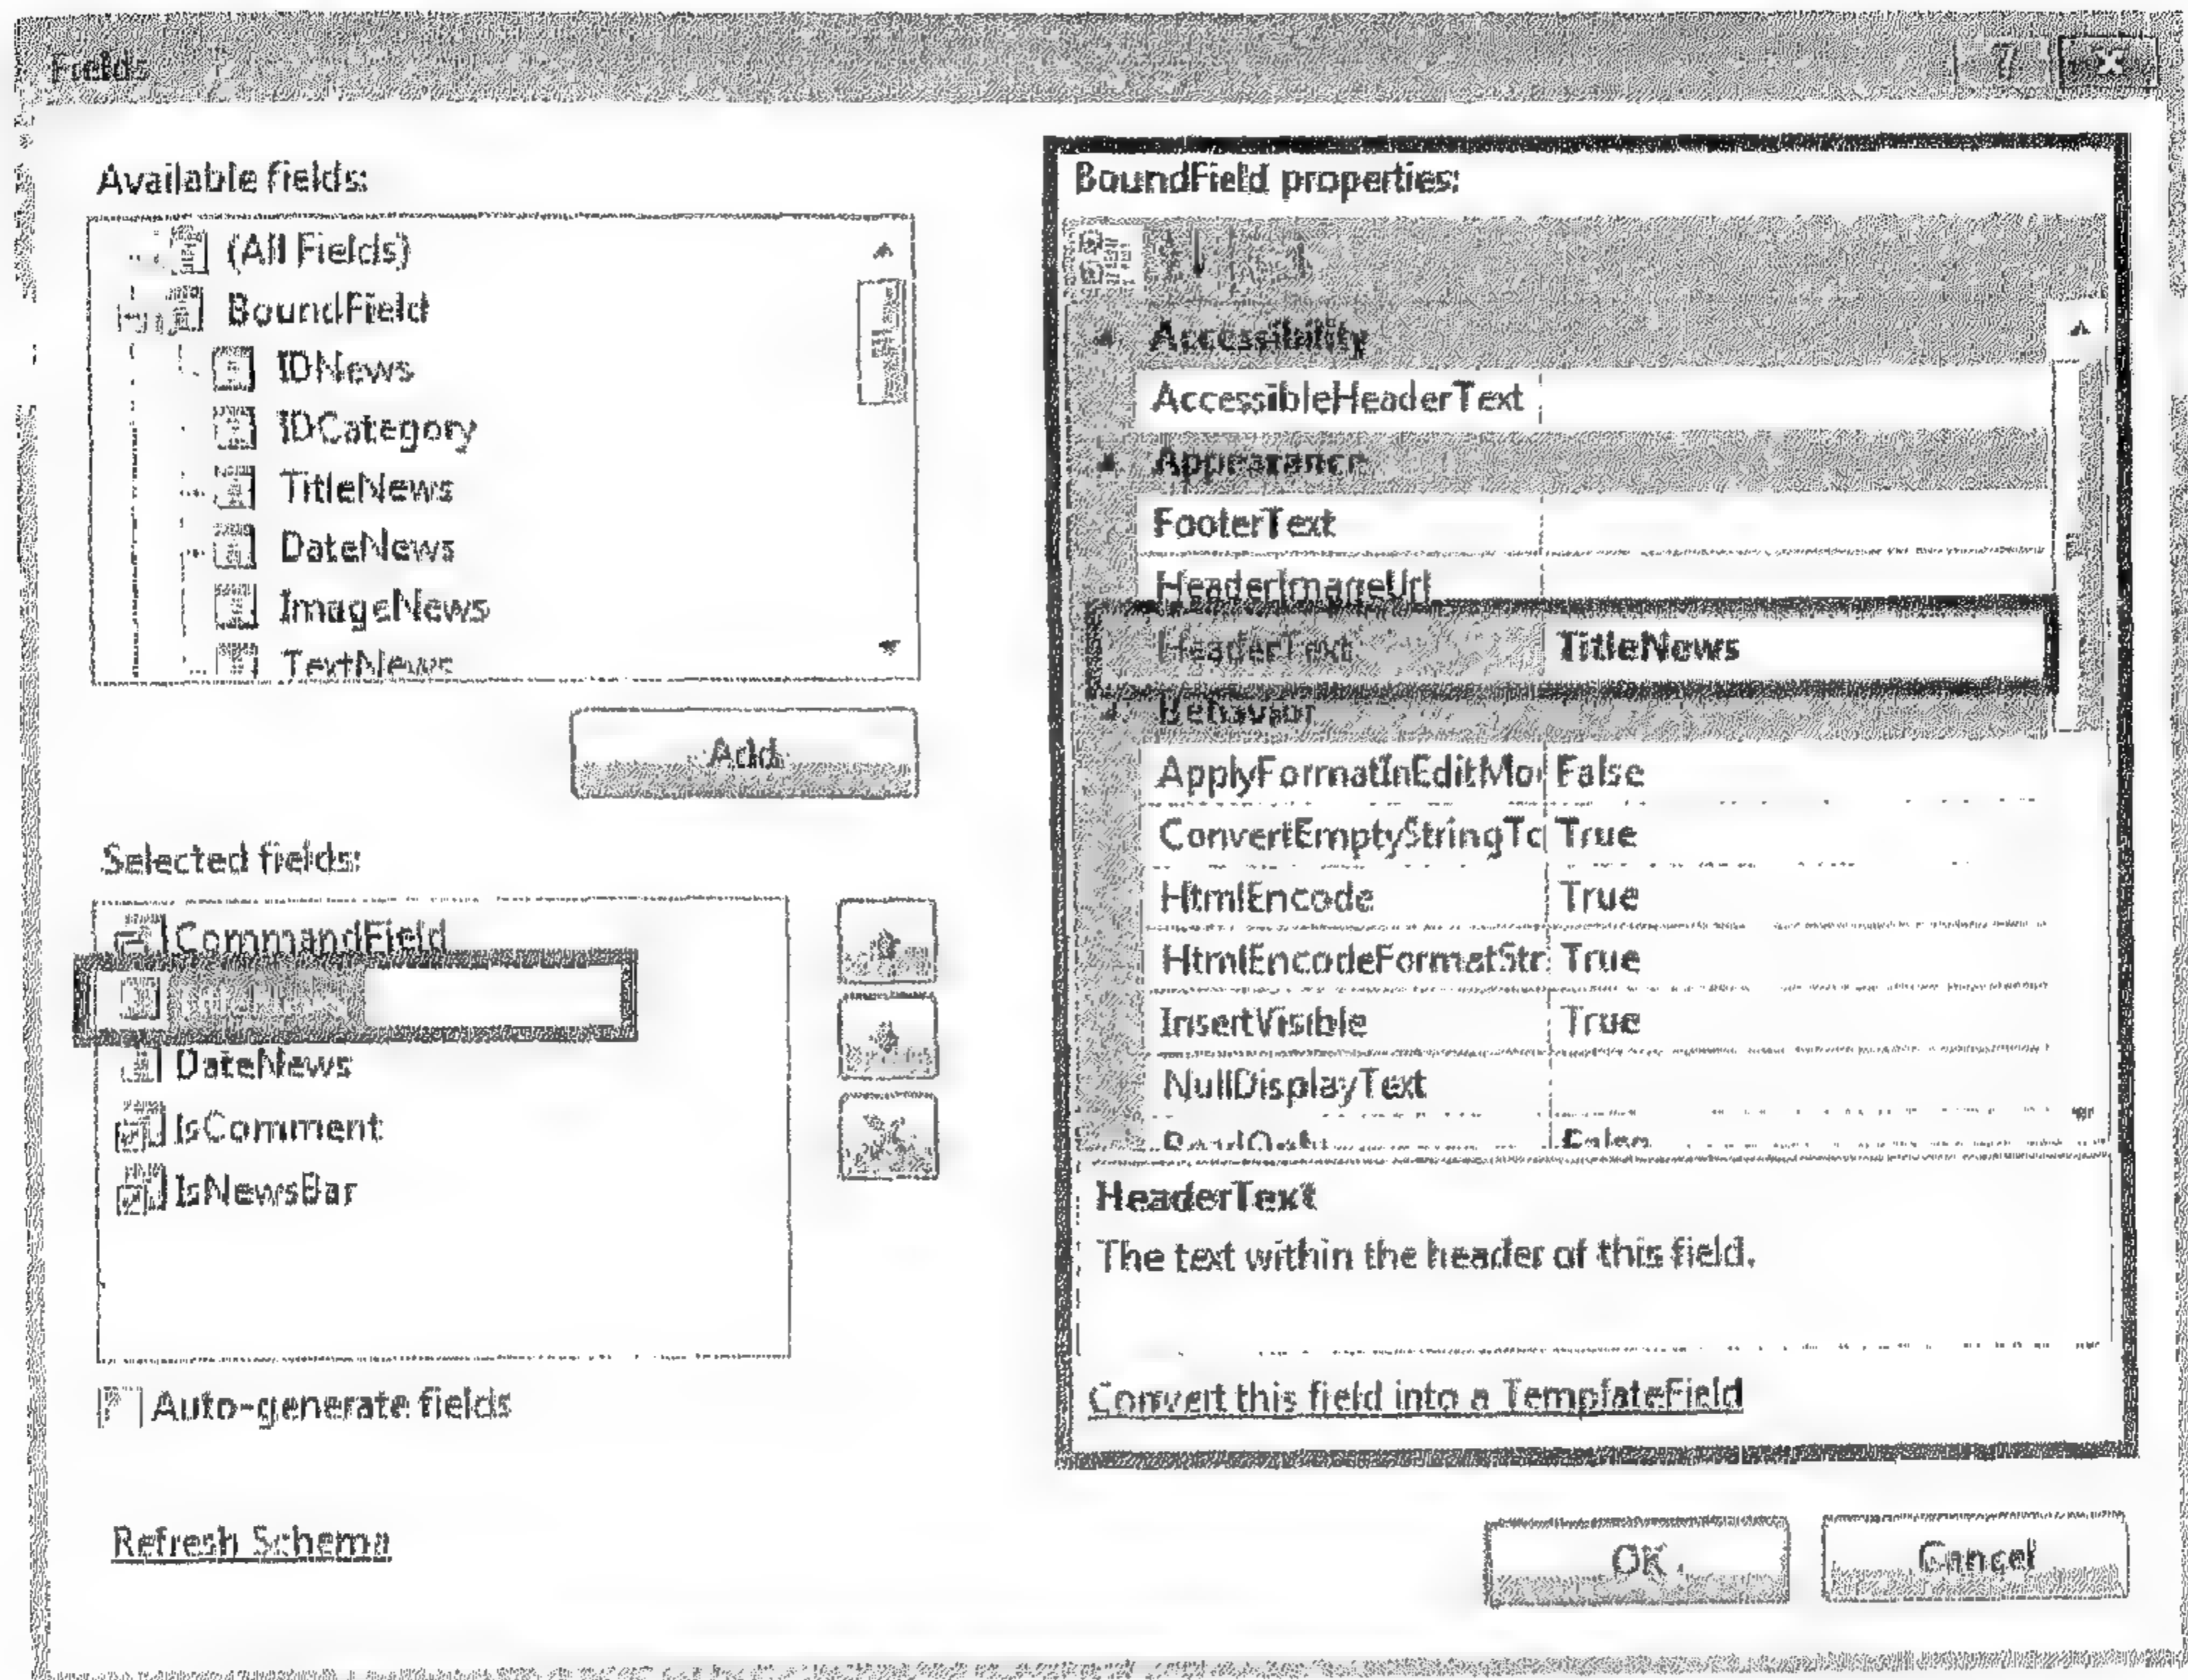 Fields
?
x
Available fields:
(All Fields)
BoundField
IDNews
IDCategory
TitleNews
DateNews
ImageNews
TextNews
Add
Selected fields:
CommandField
DateNews
IsComment
IsNewsBar
Auto-generate fields
Refresh Schema
BoundField properties:
Accessibility
AccessibleHeaderText
Appearance
FooterText
HeaderImageUrl
HeaderText TitleNews
Behavior
ApplyFormatInEditMo False
ConvertEmptyStringTo True
HtmlEncode True
HtmlEncodeFormatStr True
InsertVisible True
NullDisplayText
ReadOnly False
HeaderText
The text within the header of this field.
Convert this field into a TemplateField
OK
Cancel